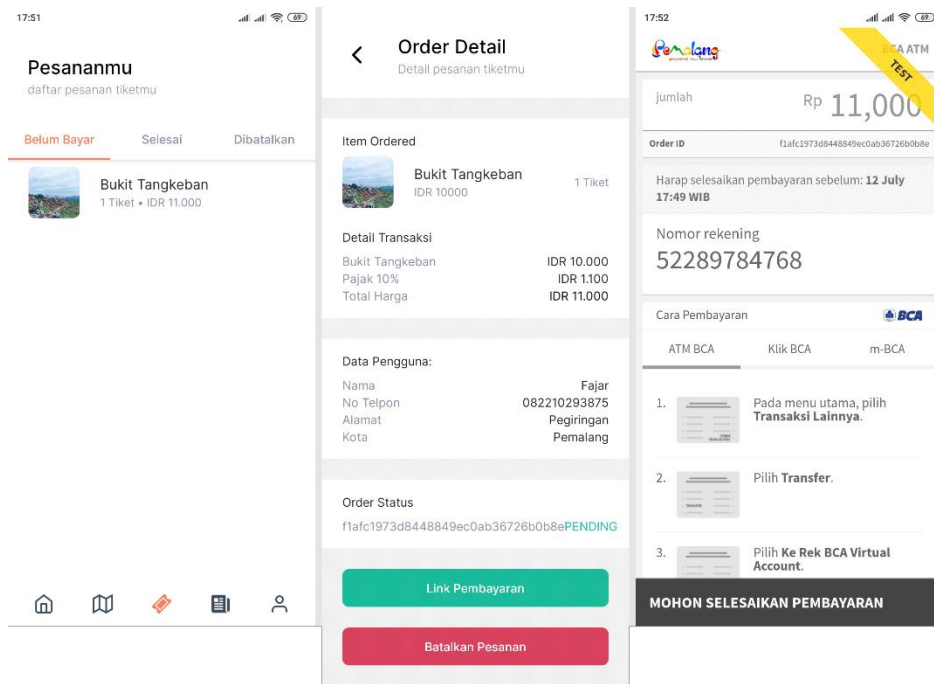 17:51
69
Pesananmu
daftar pesanan tiketmu
Belum Bayar
Selesai
Dibatalkan
Bukit Tangkeban
1 Tiket • IDR 11.000
Order Detail
Detail pesanan tiketmu
Item Ordered
Bukit Tangkeban
IDR 10000
1 Tiket
Detail Transaksi
Bukit Tangkeban IDR 10.000
Pajak 10% IDR 1.100
Total Harga IDR 11.000
Data Pengguna:
Nama Fajar
No Telpon 082210293875
Alamat Pegiringan
Kota Pemalang
Order Status
f1afc1973d8448849ec0ab36726b0b8ePENDING
Link Pembayaran
Batalkan Pesanan
17:52
69
Pemalang
BCA ATM
TEST
jumlah
Rp 11,000
Order ID f1afc1973d8448849ec0ab36726b0b8e
Harap selesaikan pembayaran sebelum: 12 July
17:49 WIB
Nomor rekening
52289784768
Cara Pembayaran
BCA
ATM BCA
Klik BCA
m-BCA
1. Pada menu utama, pilih
Transaksi Lainnya.
2. Pilih Transfer.
3. Pilih Ke Rek BCA Virtual
Account.
MOHON SELESAIKAN PEMBAYARAN